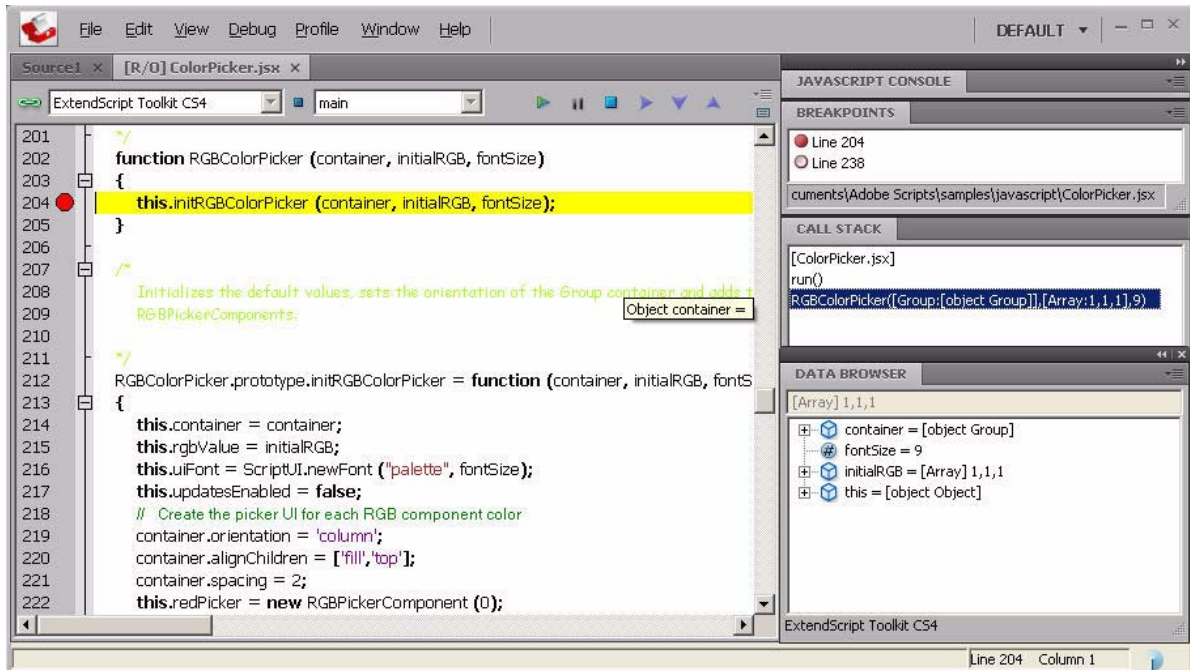 File Edit View Debug Profile Window Help DEFAULT
Source1 × [R/O] ColorPicker.jsx ×
ExtendScript Toolkit CS4 main
201 */
202 function RGBColorPicker (container, initialRGB, fontSize)
203 {
204 this.initRGBColorPicker (container, initialRGB, fontSize);
205 }
206
207 /*
208 Initializes the default values, sets the orientation of the Group container and adds t
209 RGBPickerComponents.
Object container =
210
211 */
212 RGBColorPicker.prototype.initRGBColorPicker = function (container, initialRGB, fontS
213 {
214 this.container = container;
215 this.rgbValue = initialRGB;
216 this.uiFont = ScriptUI.newFont ("palette", fontSize);
217 this.updatesEnabled = false;
218 // Create the picker UI for each RGB component color
219 container.orientation = 'column';
220 container.alignChildren = ['fill','top'];
221 container.spacing = 2;
222 this.redPicker = new RGBPickerComponent (0);
JAVASCRIPT CONSOLE
BREAKPOINTS
Line 204
Line 238
cuments\Adobe Scripts\samples\javascript\ColorPicker.jsx
CALL STACK
[ColorPicker.jsx]
run()
RGBColorPicker([Group:[object Group]],[Array:1,1,1],9)
DATA BROWSER
[Array] 1,1,1
container = [object Group]
# fontSize = 9
initialRGB = [Array] 1,1,1
this = [object Object]
ExtendScript Toolkit CS4
Line 204 Column 1